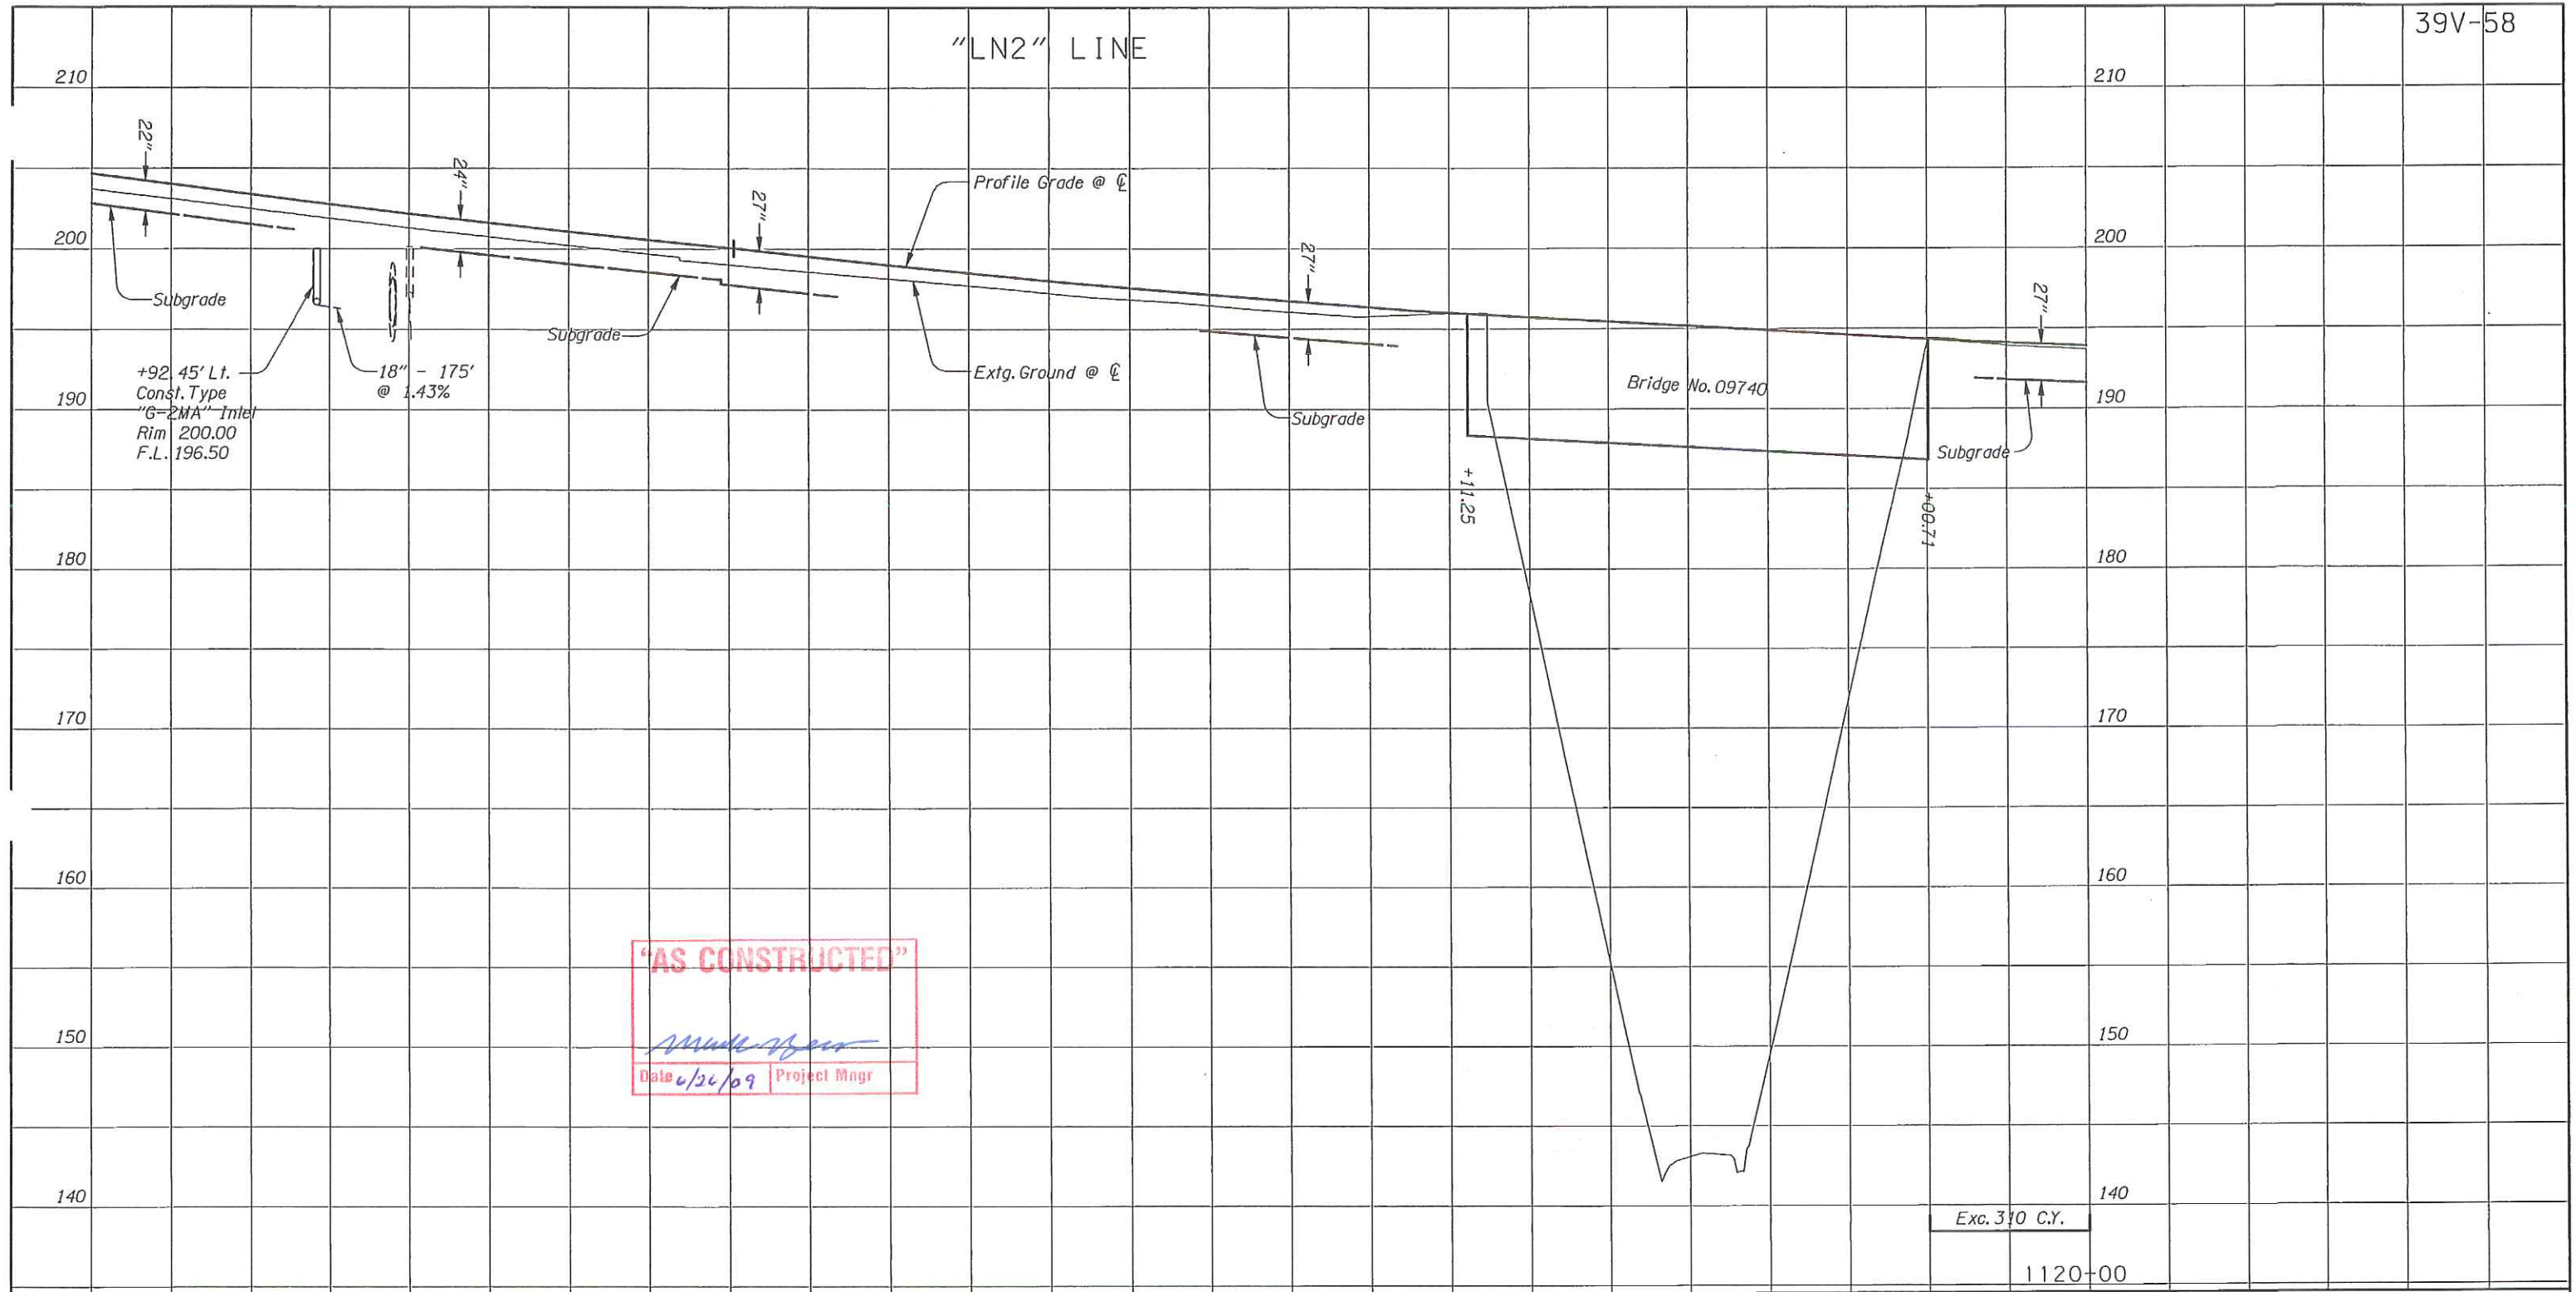 39V-58
"LN2" LINE
210
210
22"
24"
27"
Profile Grade @ ℄
200
200
27"
27"
Subgrade
Subgrade
+92, 45' Lt.
Const. Type
"G-2MA" Inlet
Rim 200.00
F.L. 196.50
18" - 175'
@ 1.43%
Extg. Ground @ ℄
Subgrade
Bridge No. 09740
190
190
Subgrade
+11.25
+00.71
180
180
170
170
160
160
"AS CONSTRUCTED"
150
150
Date 6/26/09 Project Mngr
140
140
Exc. 310 C.Y.
1120+00